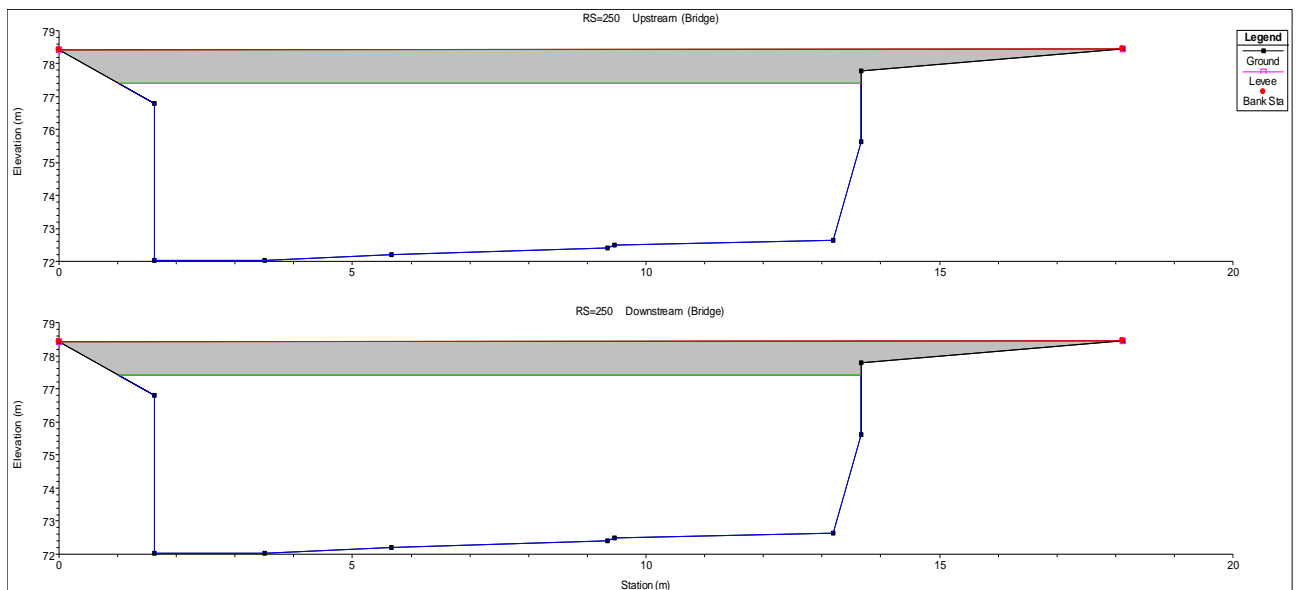 RS=250 Upstream (Bridge)
79
78
77
76
75
74
73
72
Elevation (m)
0 5 10 15 20
Legend
Ground
Levee
Bank Sta
RS=250 Downstream (Bridge)
79
78
77
76
75
74
73
72
Elevation (m)
0 5 10 15 20
Station (m)